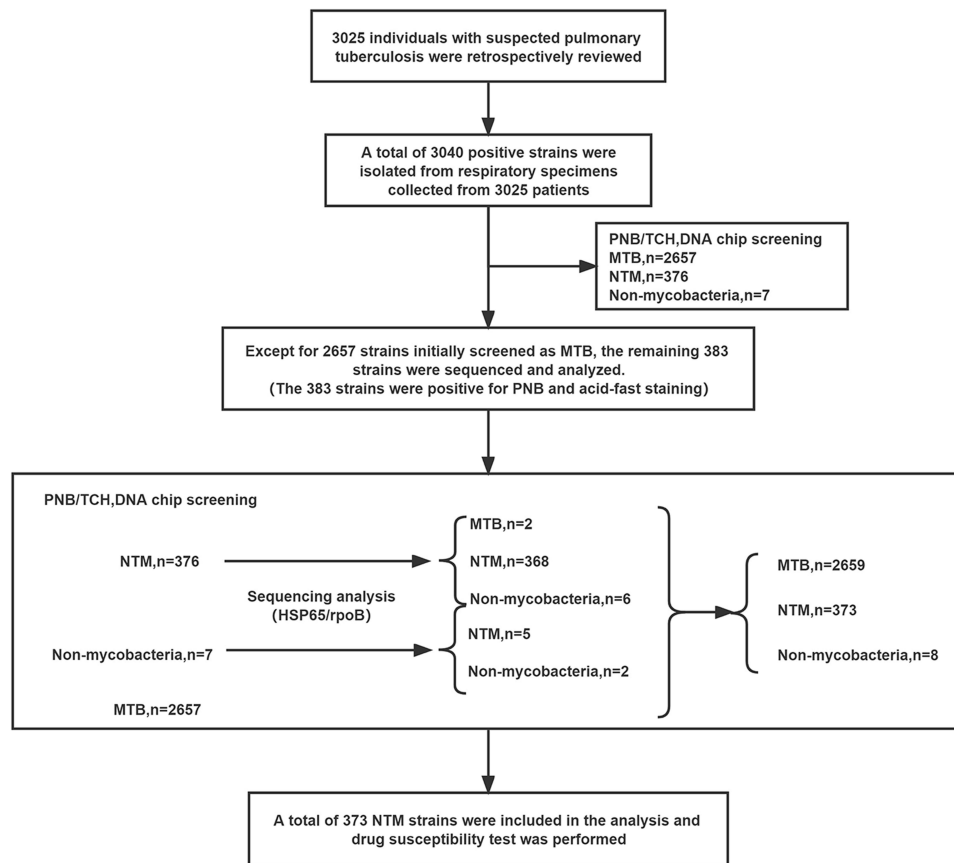 3025 individuals with suspected pulmonary
tuberculosis were retrospectively reviewed
A total of 3040 positive strains were
isolated from respiratory specimens
collected from 3025 patients
PNB/TCH,DNA chip screening
MTB,n=2657
NTM,n=376
Non-mycobacteria,n=7
Except for 2657 strains initially screened as MTB, the remaining 383
strains were sequenced and analyzed.
(The 383 strains were positive for PNB and acid-fast staining)
PNB/TCH,DNA chip screening
NTM,n=376
Non-mycobacteria,n=7
MTB,n=2657
Sequencing analysis
(HSP65/rpoB)
MTB,n=2
NTM,n=368
Non-mycobacteria,n=6
NTM,n=5
Non-mycobacteria,n=2
MTB,n=2659
NTM,n=373
Non-mycobacteria,n=8
A total of 373 NTM strains were included in the analysis and
drug susceptibility test was performed